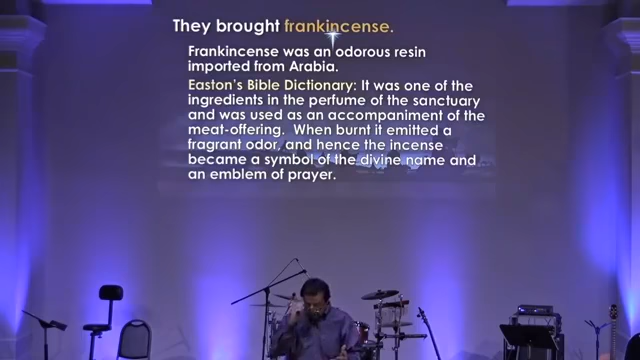 They brought frankincense.
Frankincense was an odorous resin
imported from Arabia.
Easton's Bible Dictionary: It was one of the
ingredients in the perfume of the sanctuary
and was used as an accompaniment of the
meat-offering. When burnt it emitted a
fragrant odor, and hence the incense
became a symbol of the divine name and
an emblem of prayer.